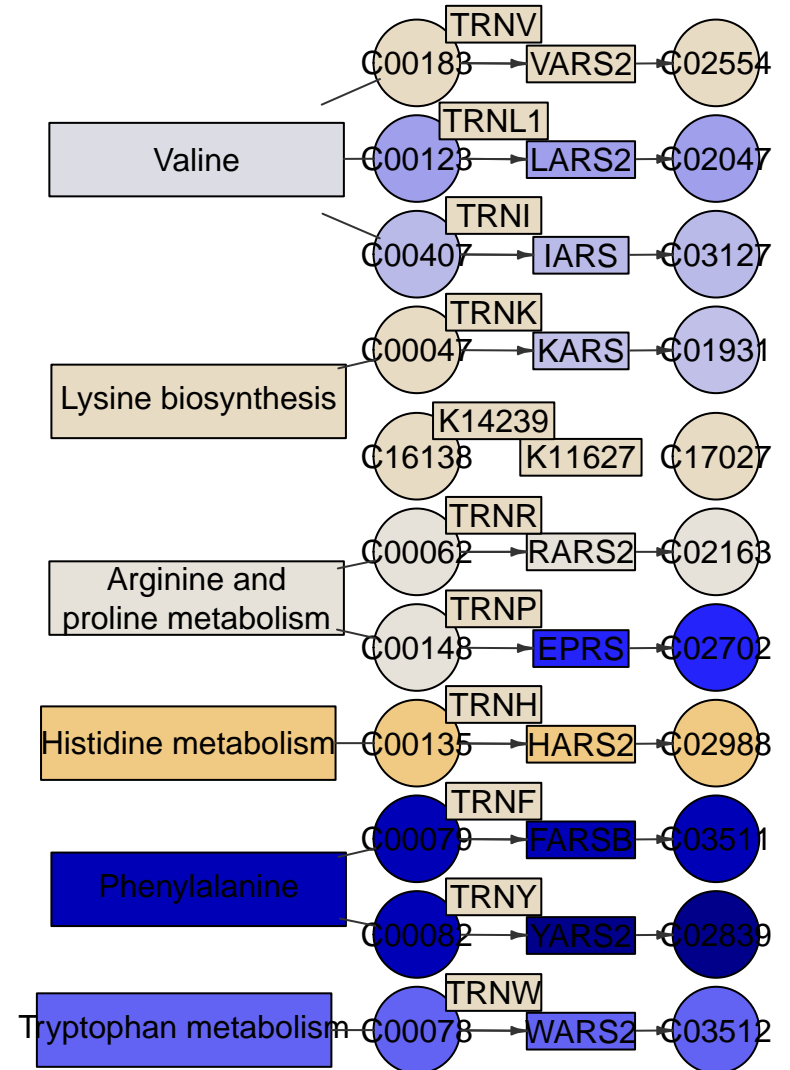 TRNV
C00183 VARS2 C02554
TRNL1
Valine C00123 LARS2 C02047
TRNI
C00407 IARS C03127
TRNK
C00047 KARS C01931
Lysine biosynthesis
K14239
C16138 K11627 C17027
TRNR
C00062 RARS2 C02163
Arginine and
proline metabolism
TRNP
C00148 EPRS C02702
TRNH
Histidine metabolism C00135 HARS2 C02988
TRNF
C00079 FARSB C03511
Phenylalanine
TRNY
C00082 YARS2 C02839
TRNW
Tryptophan metabolism C00078 WARS2 C03512